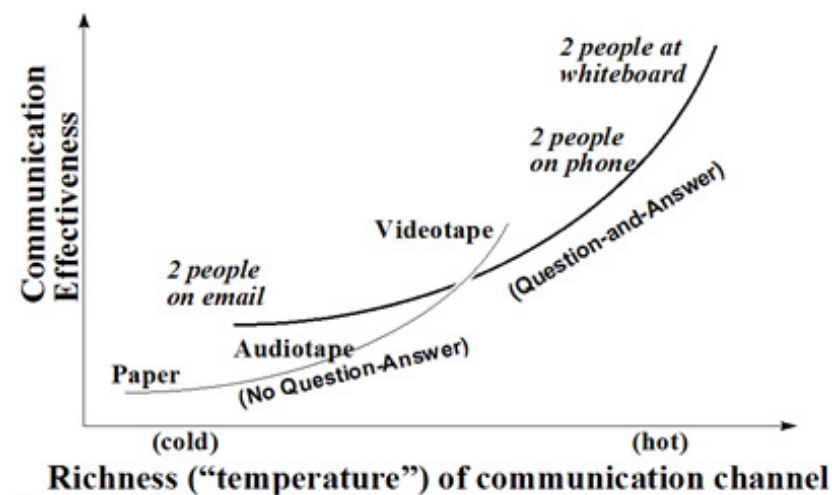 Communication
Effectiveness
2 people at
whiteboard
2 people
on phone
Videotape
(Question-and-Answer)
2 people
on email
Audiotape
(No Question-Answer)
Paper
(cold)
(hot)
Richness (“temperature”) of communication channel